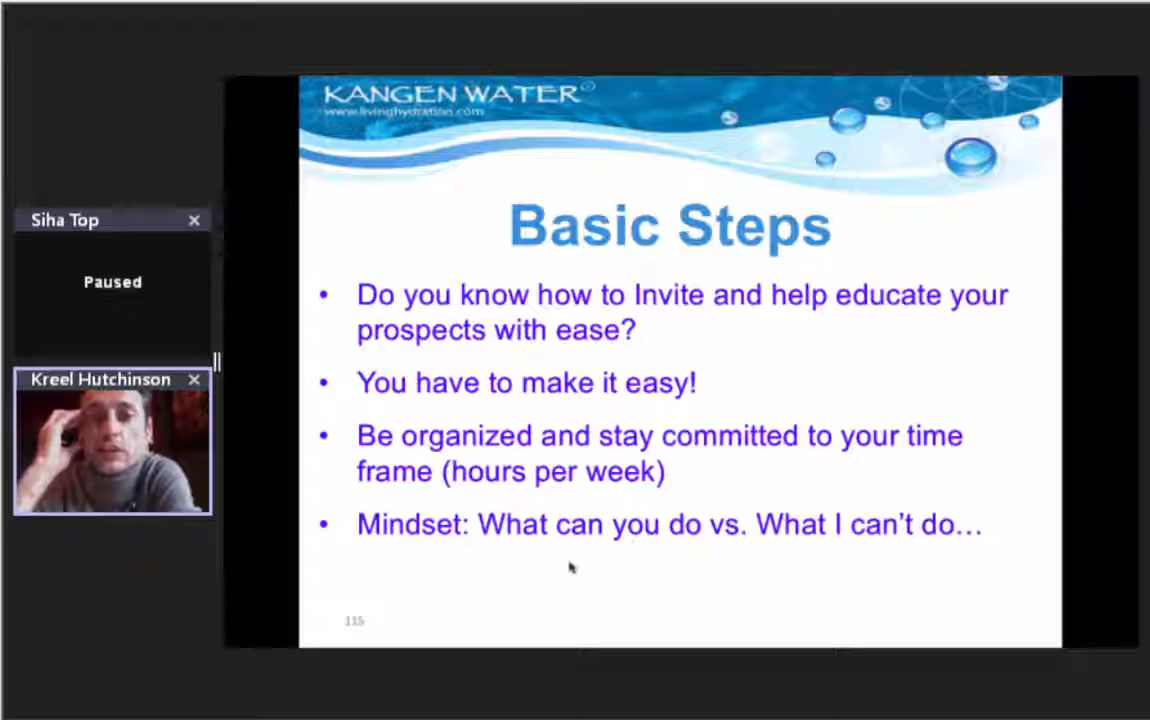 KANGEN WATER
www.livinghydration.com
Siha Top
Paused
Kreel Hutchinson
Basic Steps
• Do you know how to Invite and help educate your
prospects with ease?
• You have to make it easy!
• Be organized and stay committed to your time
frame (hours per week)
• Mindset: What can you do vs. What I can't do…
115